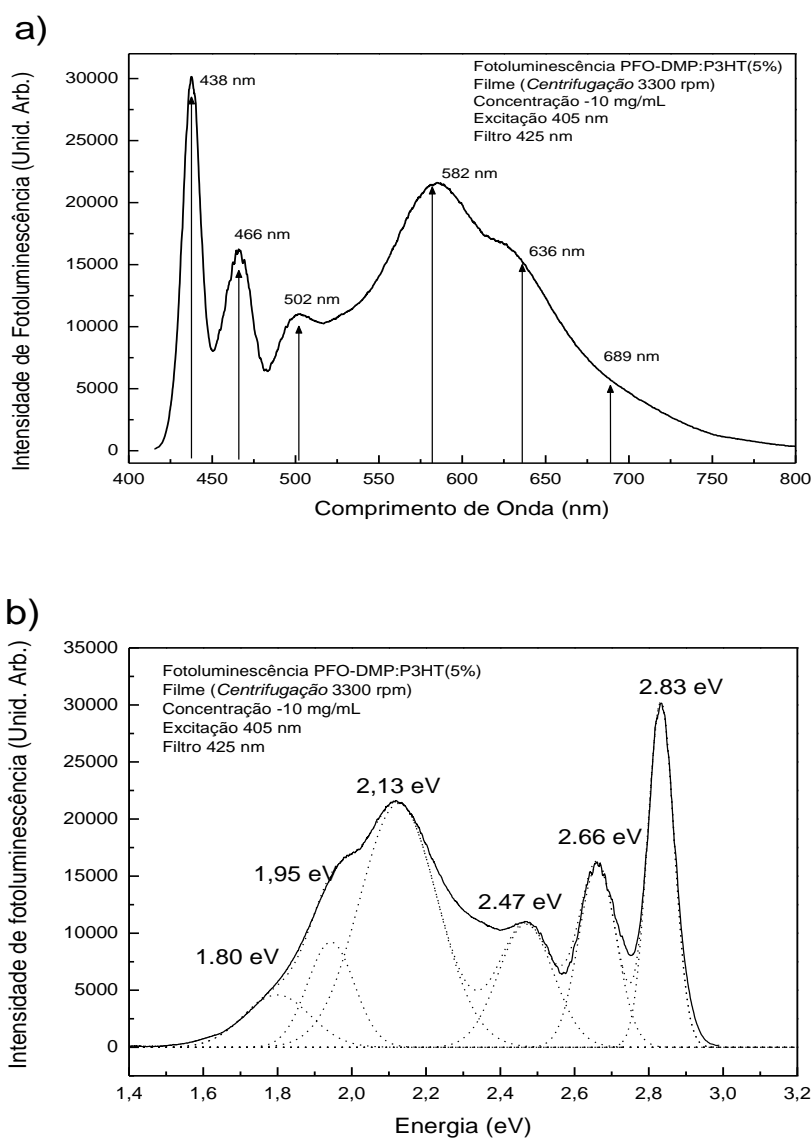 a)
Intensidade de Fotoluminescência (Unid. Arb.)
30000
25000
20000
15000
10000
5000
0
438 nm
466 nm
502 nm
582 nm
636 nm
689 nm
Fotoluminescência PFO-DMP:P3HT(5%)
Filme (Centrifugação 3300 rpm)
Concentração -10 mg/mL
Excitação 405 nm
Filtro 425 nm
400 450 500 550 600 650 700 750 800
Comprimento de Onda (nm)
b)
Intensidade de fotoluminescência (Unid. Arb.)
35000
30000
25000
20000
15000
10000
5000
0
Fotoluminescência PFO-DMP:P3HT(5%)
Filme (Centrifugação 3300 rpm)
Concentração -10 mg/mL
Excitação 405 nm
Filtro 425 nm
1.80 eV
1,95 eV
2,13 eV
2.47 eV
2.66 eV
2.83 eV
1,4 1,6 1,8 2,0 2,2 2,4 2,6 2,8 3,0 3,2
Energia (eV)